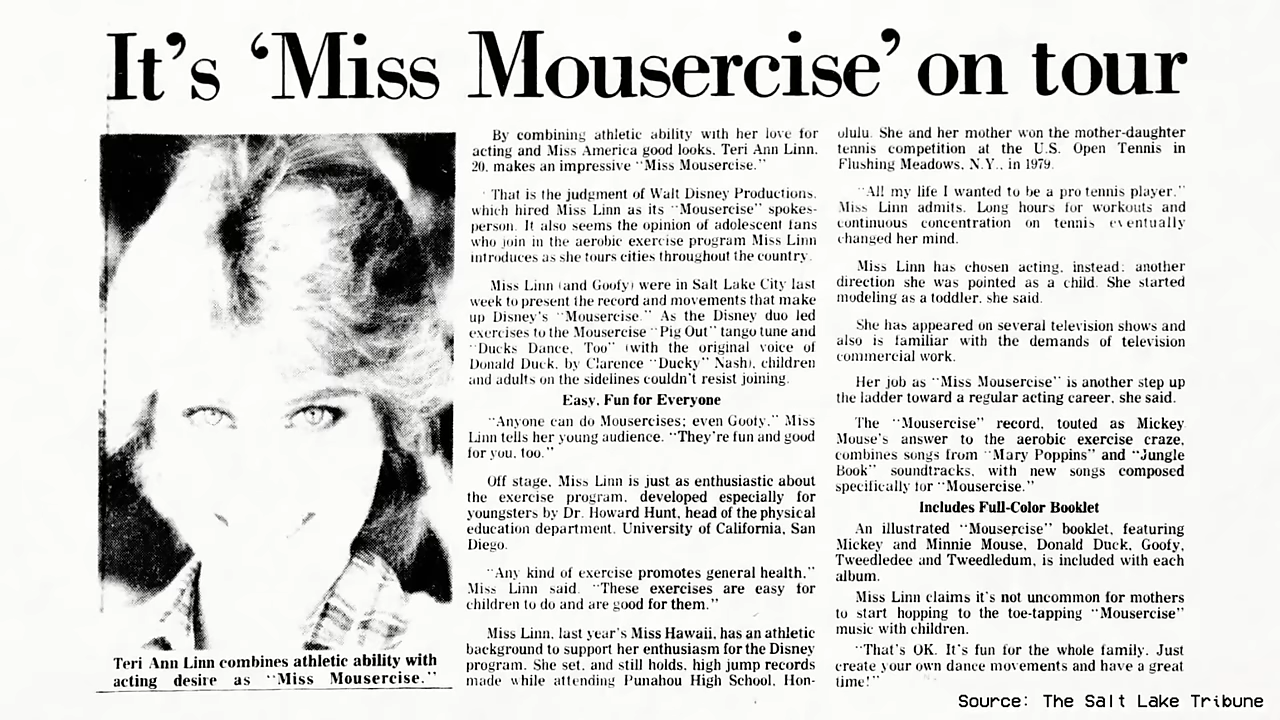 It's 'Miss Mousercise' on tour
Teri Ann Linn combines athletic ability with
acting desire as "Miss Mousercise."
By combining athletic ability with her love for
acting and Miss America good looks, Teri Ann Linn,
20, makes an impressive "Miss Mousercise."
That is the judgment of Walt Disney Productions,
which hired Miss Linn as its "Mousercise" spokes-
person. It also seems the opinion of adolescent fans
who join in the aerobic exercise program Miss Linn
introduces as she tours cities throughout the country.
Miss Linn (and Goofy) were in Salt Lake City last
week to present the record and movements that make
up Disney's "Mousercise." As the Disney duo led
exercises to the Mousercise "Pig Out" tango tune and
"Ducks Dance, Too" (with the original voice of
Donald Duck, by Clarence "Ducky" Nash), children
and adults on the sidelines couldn't resist joining.
Easy, Fun for Everyone
"Anyone can do Mousercises; even Goofy," Miss
Linn tells her young audience. "They're fun and good
for you, too."
Off stage, Miss Linn is just as enthusiastic about
the exercise program, developed especially for
youngsters by Dr. Howard Hunt, head of the physical
education department, University of California, San
Diego.
"Any kind of exercise promotes general health,"
Miss Linn said. "These exercises are easy for
children to do and are good for them."
Miss Linn, last year's Miss Hawaii, has an athletic
background to support her enthusiasm for the Disney
program. She set, and still holds, high jump records
made while attending Punahou High School, Hon-
olulu. She and her mother won the mother-daughter
tennis competition at the U.S. Open Tennis in
Flushing Meadows, N.Y., in 1979.
"All my life I wanted to be a pro tennis player,"
Miss Linn admits. Long hours for workouts and
continuous concentration on tennis eventually
changed her mind.
Miss Linn has chosen acting, instead; another
direction she was pointed as a child. She started
modeling as a toddler, she said.
She has appeared on several television shows and
also is familiar with the demands of television
commercial work.
Her job as "Miss Mousercise" is another step up
the ladder toward a regular acting career, she said.
The "Mousercise" record, touted as Mickey
Mouse's answer to the aerobic exercise craze,
combines songs from "Mary Poppins" and "Jungle
Book" soundtracks, with new songs composed
specifically for "Mousercise."
Includes Full-Color Booklet
An illustrated "Mousercise" booklet, featuring
Mickey and Minnie Mouse, Donald Duck, Goofy,
Tweedledee and Tweedledum, is included with each
album.
Miss Linn claims it's not uncommon for mothers
to start hopping to the toe-tapping "Mousercise"
music with children.
"That's OK. It's fun for the whole family. Just
create your own dance movements and have a great
time!"
Source: The Salt Lake Tribune